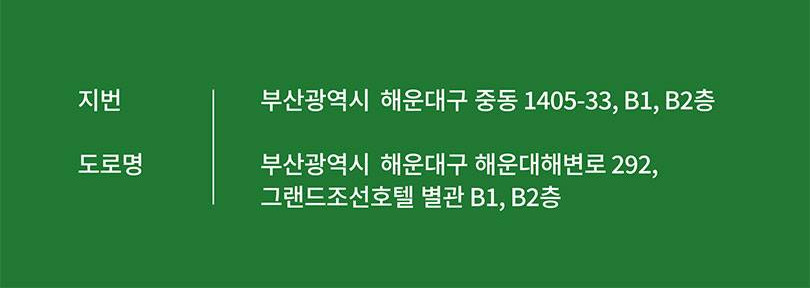 지번 부산광역시 해운대구 중동 1405-33, B1, B2층
도로명 부산광역시 해운대구 해운대해변로 292,
그랜드조선호텔 별관 B1, B2층